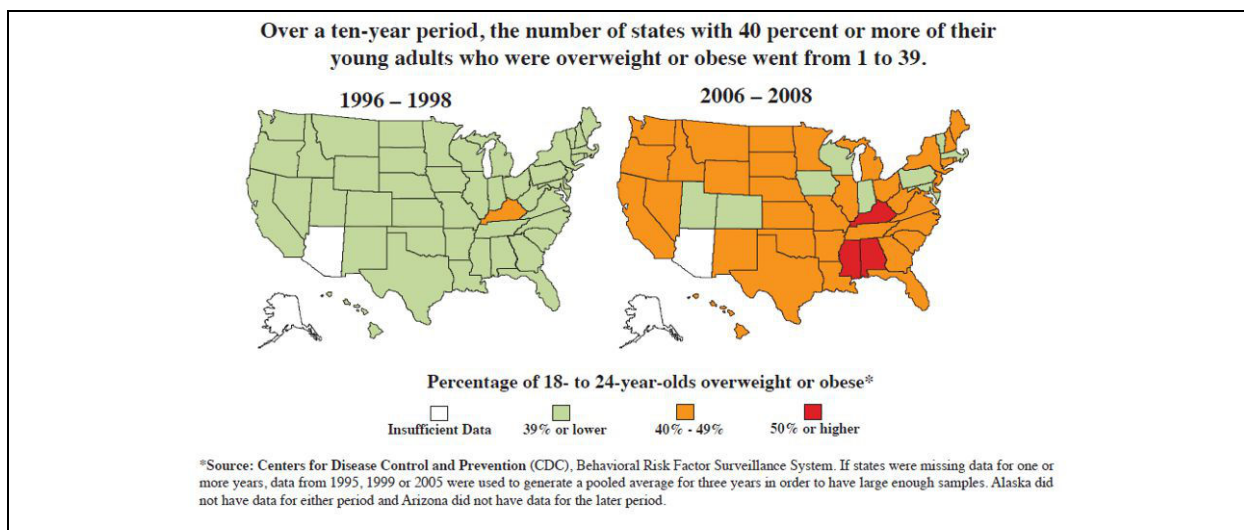 Over a ten-year period, the number of states with 40 percent or more of their
young adults who were overweight or obese went from 1 to 39.
1996 – 1998
2006 – 2008
Percentage of 18- to 24-year-olds overweight or obese*
Insufficient Data
39% or lower
40% - 49%
50% or higher
*Source: Centers for Disease Control and Prevention (CDC), Behavioral Risk Factor Surveillance System. If states were missing data for one or
more years, data from 1995, 1999 or 2005 were used to generate a pooled average for three years in order to have large enough samples. Alaska did
not have data for either period and Arizona did not have data for the later period.